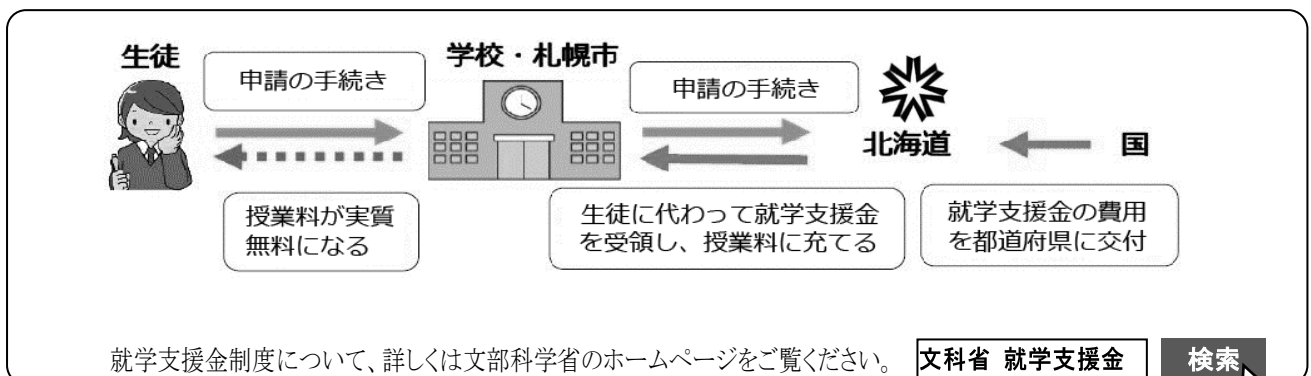 生徒
申請の手続き
学校・札幌市
申請の手続き
北海道
国
授業料が実質
無料になる
生徒に代わって就学支援金
を受領し、授業料に充てる
就学支援金の費用
を都道府県に交付
就学支援金制度について、詳しくは文部科学省のホームページをご覧ください。
文科省 就学支援金
検索